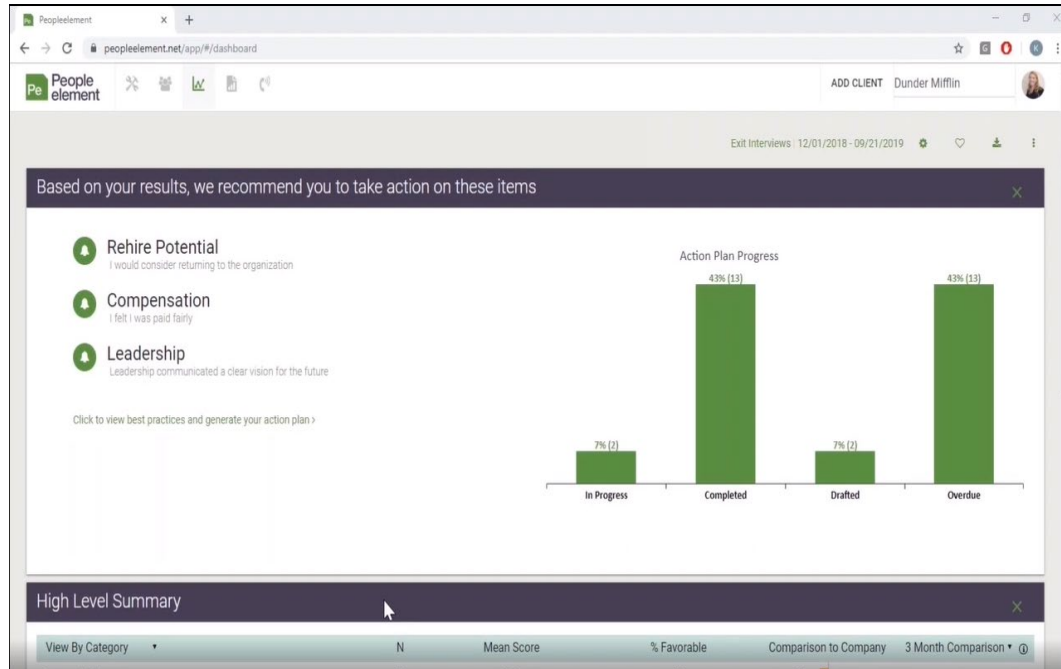 Peopleelement
peopleelement.net/app/#/dashboard
Pe People
element
ADD CLIENT Dunder Mifflin
Exit Interviews | 12/01/2018 - 09/21/2019
Based on your results, we recommend you to take action on these items
Rehire Potential
I would consider returning to the organization
Compensation
I felt I was paid fairly
Leadership
Leadership communicated a clear vision for the future
Click to view best practices and generate your action plan >
Action Plan Progress
43% (13) 43% (13)
7% (2) 7% (2)
In Progress Completed Drafted Overdue
High Level Summary
View By Category N Mean Score % Favorable Comparison to Company 3 Month Comparison